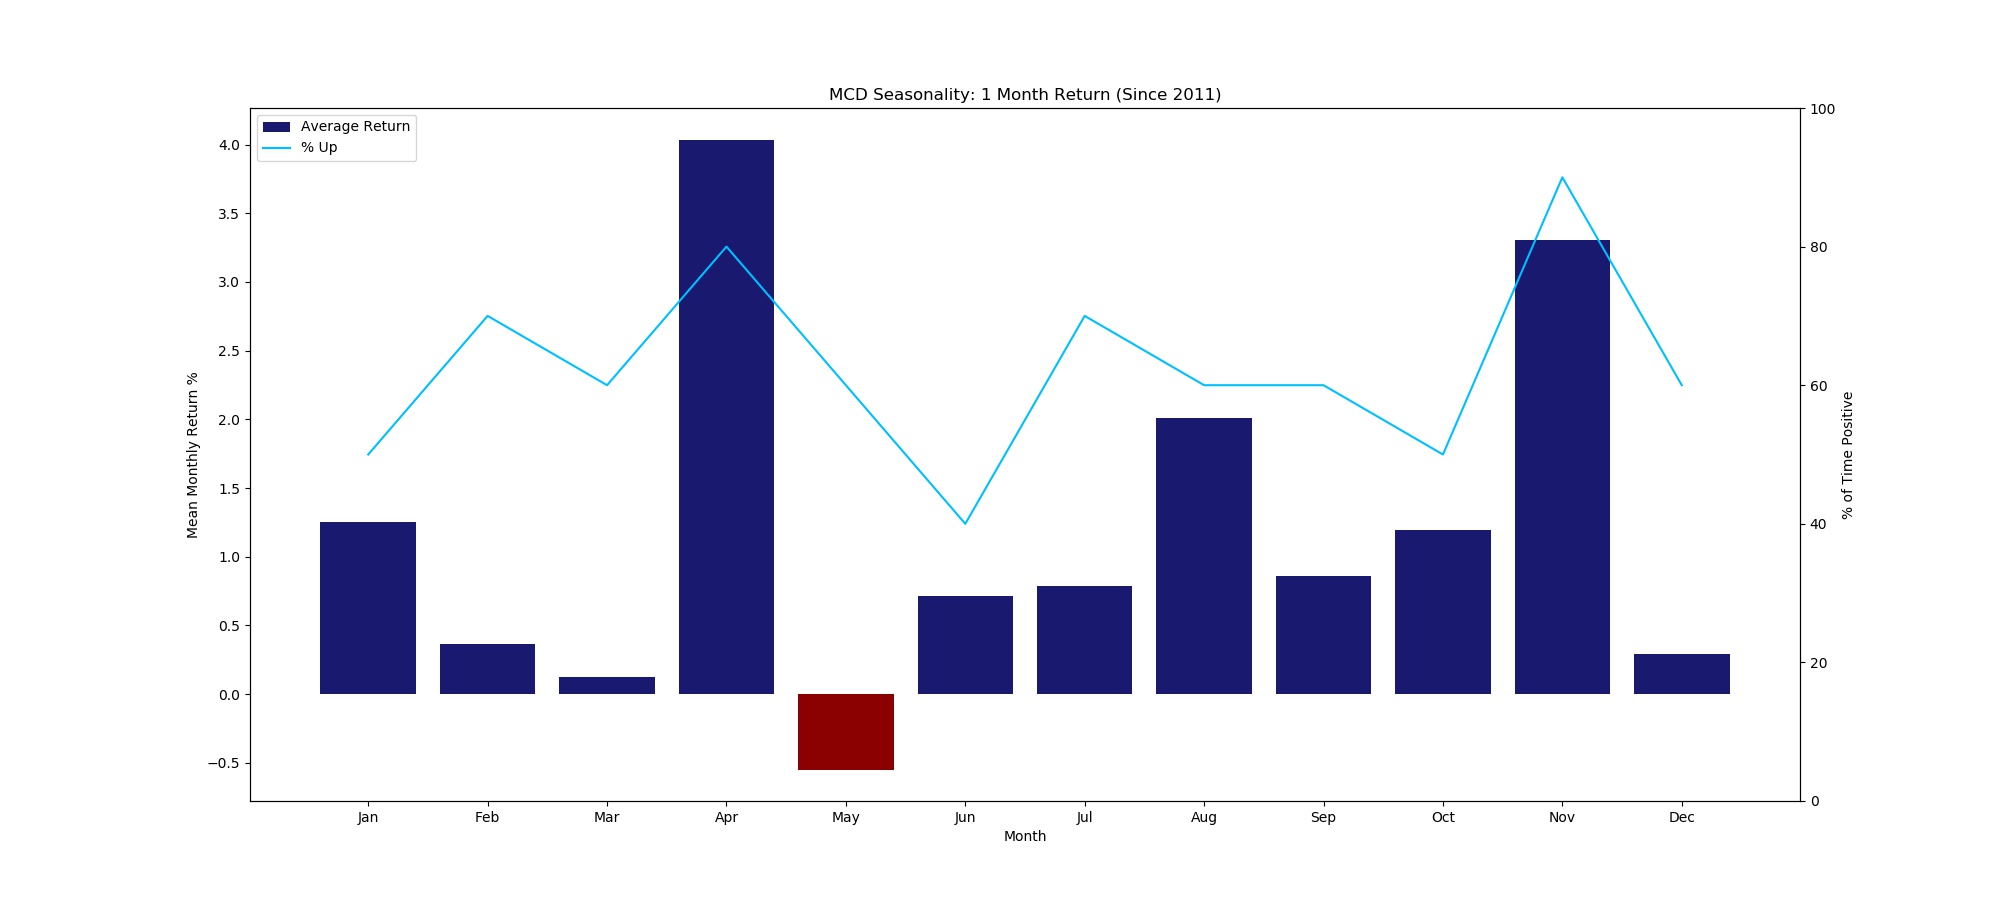 MCD Seasonality: 1 Month Return (Since 2011)
Average Return
% Up
Mean Monthly Return %
4.0
3.5
3.0
2.5
2.0
1.5
1.0
0.5
0.0
−0.5
100
80
60
40
20
0
% of Time Positive
Jan Feb Mar Apr May Jun Jul Aug Sep Oct Nov Dec
Month